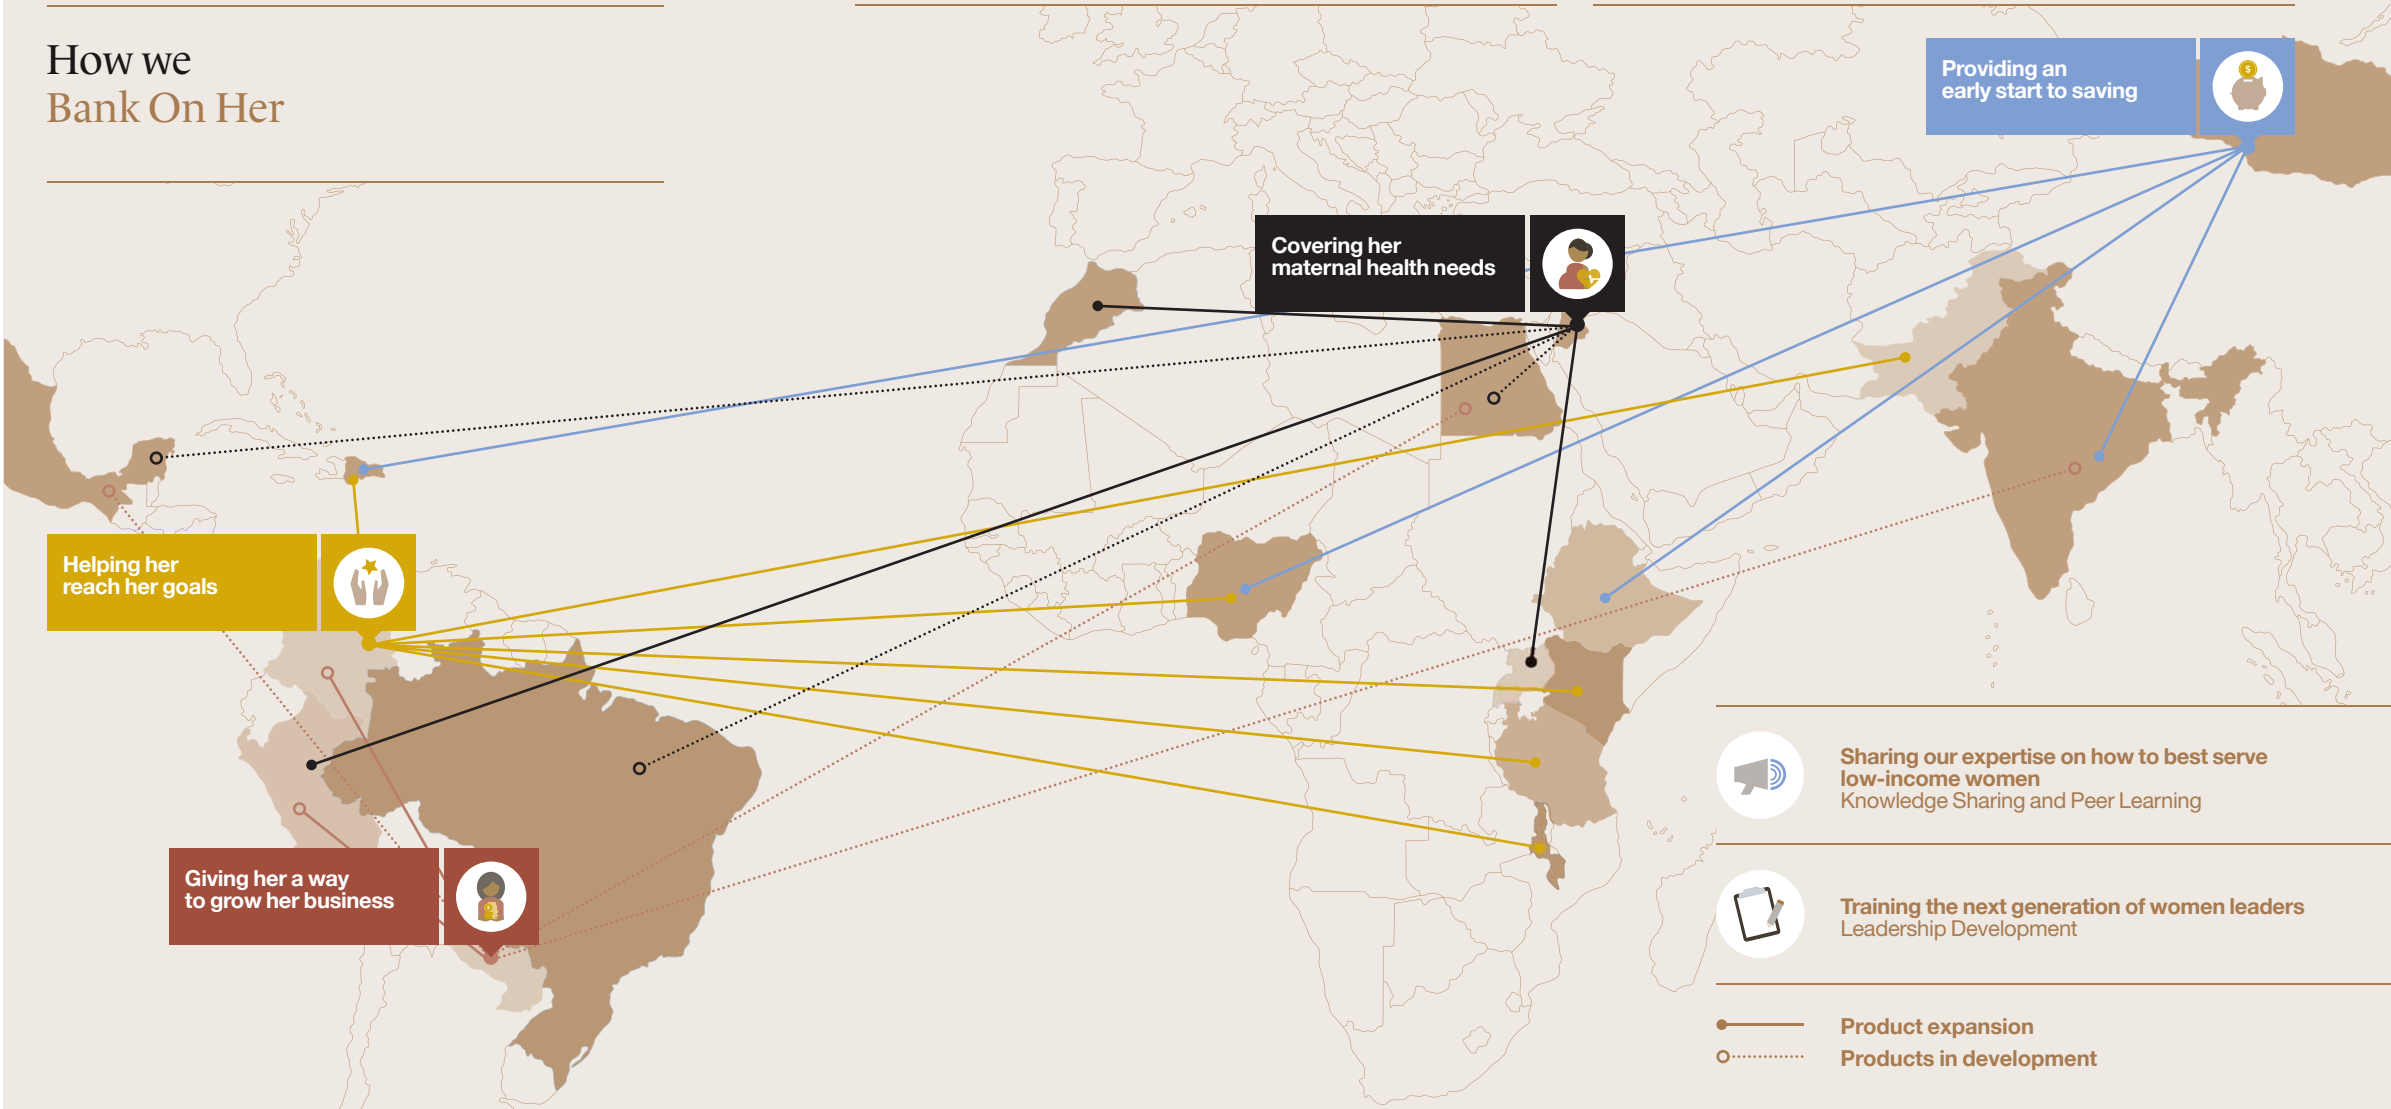 How we
Bank On Her
Providing an
early start to saving
$
Covering her
maternal health needs
Helping her
reach her goals
Giving her a way
to grow her business
Sharing our expertise on how to best serve
low-income women
Knowledge Sharing and Peer Learning
Training the next generation of women leaders
Leadership Development
Product expansion
Products in development